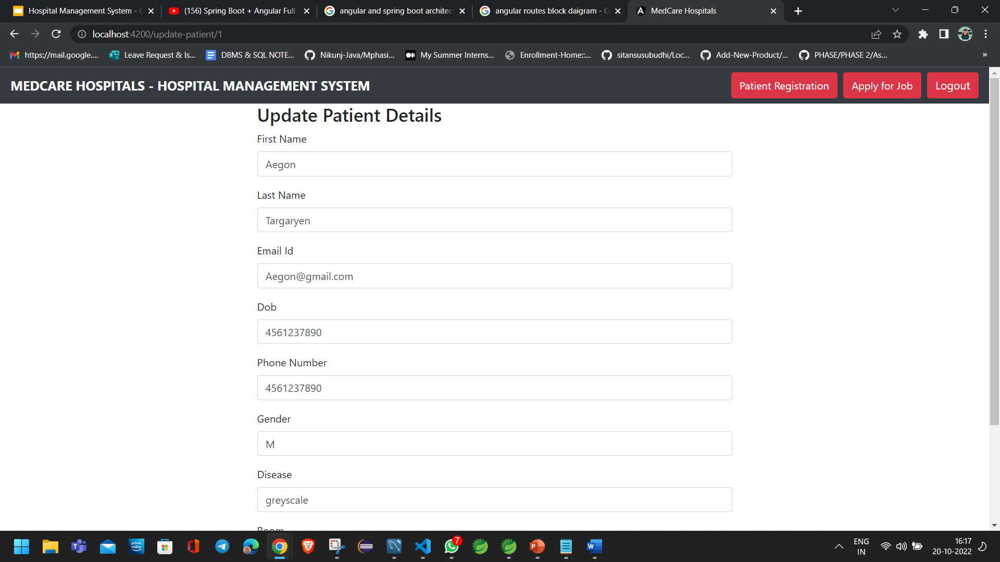 Hospital Management System -
(156) Spring Boot + Angular Full
angular and spring boot architec
angular routes block daigram - G
MedCare Hospitals
localhost:4200/update-patient/1
https://mail.google....
Leave Request & Is...
DBMS & SQL NOTE...
Nikunj-Java/Mphasi...
My Summer Interns...
Enrollment-Home::...
sitansusubudhi/Loc...
Add-New-Product/...
PHASE/PHASE 2/As...
»
MEDCARE HOSPITALS - HOSPITAL MANAGEMENT SYSTEM
Patient Registration
Apply for Job
Logout
Update Patient Details
First Name
Aegon
Last Name
Targaryen
Email Id
Aegon@gmail.com
Dob
4561237890
Phone Number
4561237890
Gender
M
Disease
greyscale
Room
prime video
7
ENG
IN
16:17
20-10-2022